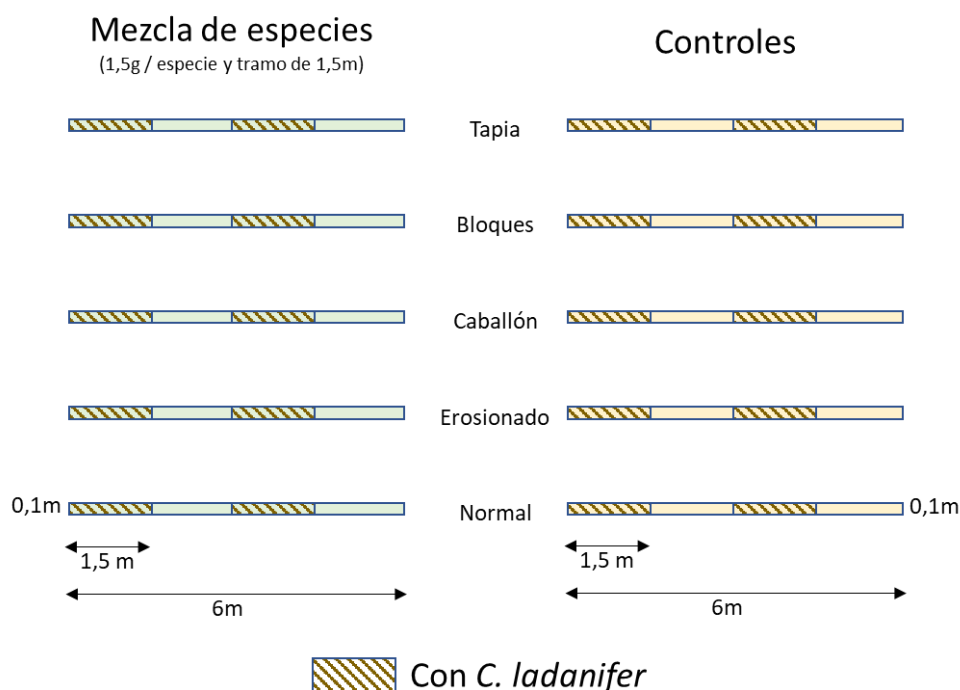 Mezcla de especies
(1,5g / especie y tramo de 1,5m)
Controles
Tapia
Bloques
Caballón
Erosionado
0,1m
Normal
0,1m
1,5 m
1,5 m
6m
6m
Con C. ladanifer